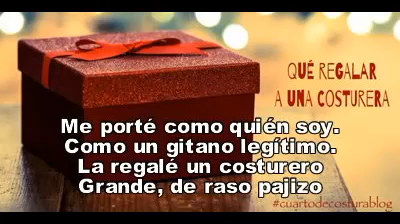 QUÉ REGALAR
A UNA COSTURERA
Me porté como quién soy.
Como un gitano legítimo.
La regalé un costurero
Grande, de raso pajizo
#cuartodecosturablog